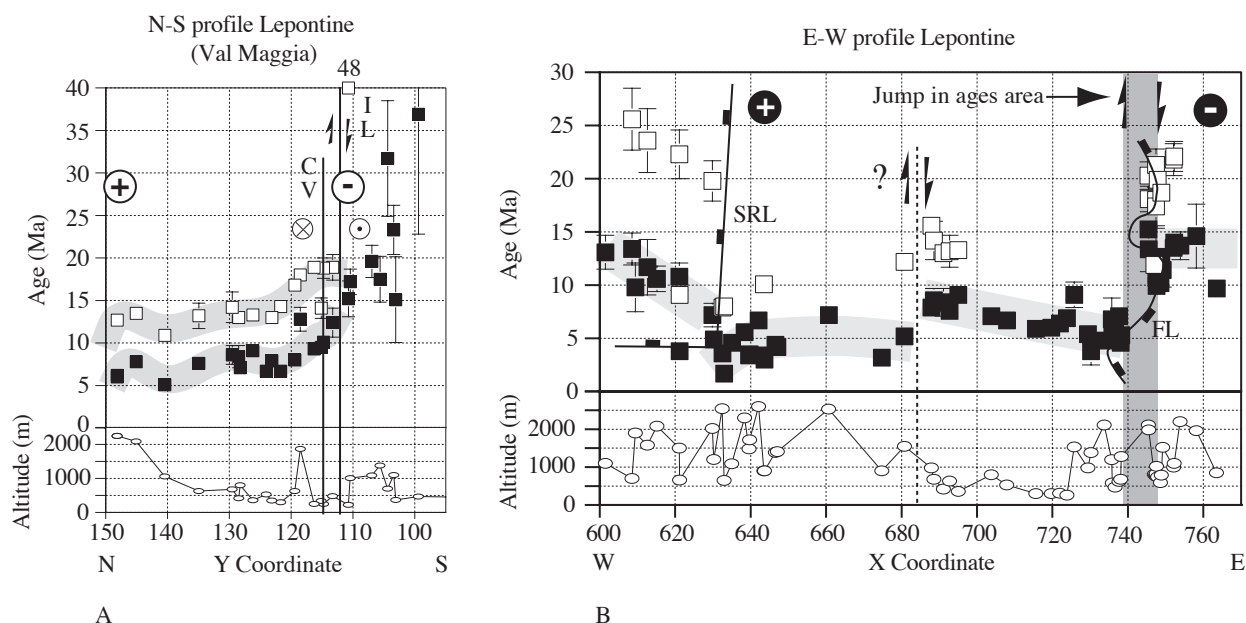 N-S profile Lepontine
(Val Maggia)
48
40
35
30
25
20
15
10
5
0
Age (Ma)
I
L
C
V
+
-
2000
1000
0
Altitude (m)
150
140
130
120
110
100
N
Y Coordinate
S
A
E-W profile Lepontine
30
25
20
15
10
5
0
Age (Ma)
+
Jump in ages area
-
SRL
?
FL
2000
1000
0
Altitude (m)
600
620
640
660
680
700
720
740
760
W
X Coordinate
E
B